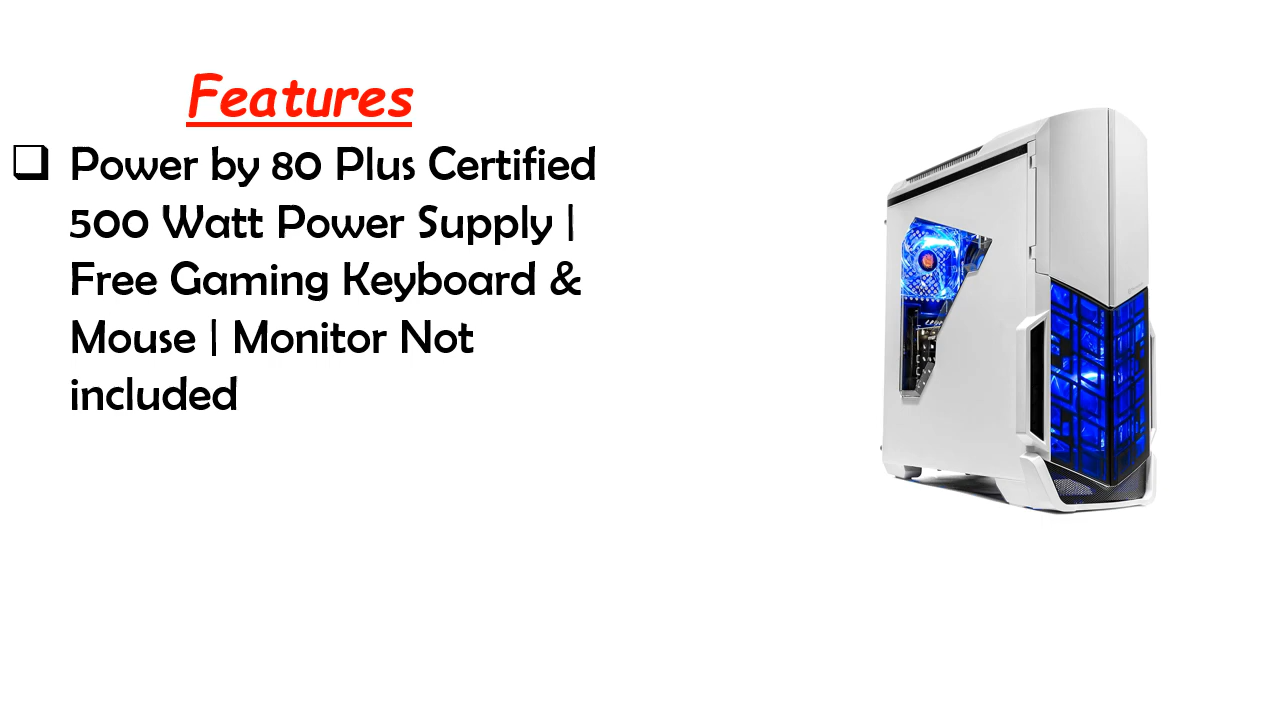 Features
Power by 80 Plus Certified
500 Watt Power Supply |
Free Gaming Keyboard &
Mouse | Monitor Not
included